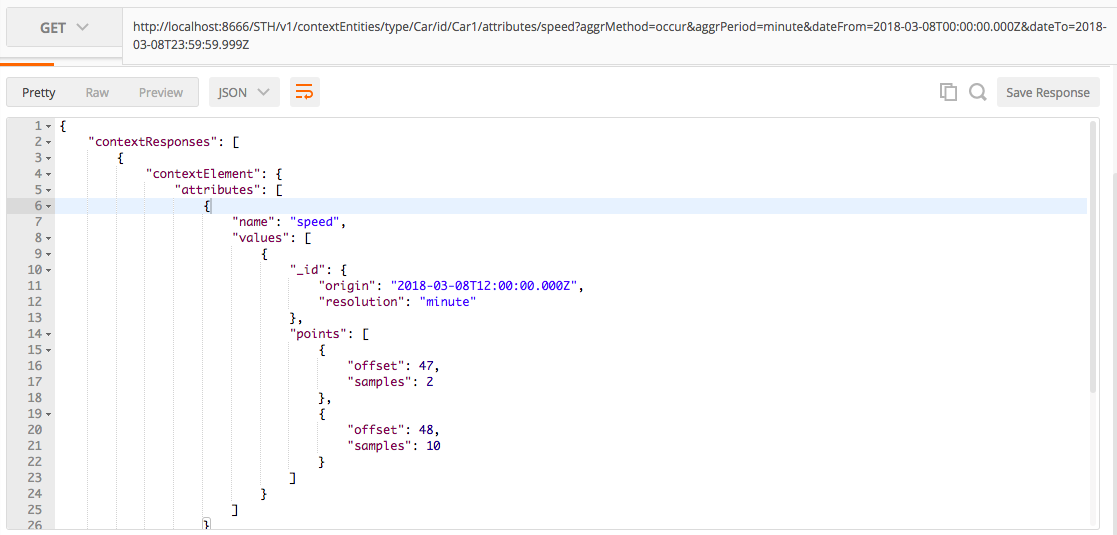 GET
http://localhost:8666/STH/v1/contextEntities/type/Car/id/Car1/attributes/speed?aggrMethod=occur&aggrPeriod=minute&dateFrom=2018-03-08T00:00:00.000Z&dateTo=2018-
03-08T23:59:59.999Z
Pretty Raw Preview JSON Save Response
1 {
2 "contextResponses": [
3 {
4 "contextElement": {
5 "attributes": [
6 {
7 "name": "speed",
8 "values": [
9 {
10 "_id": {
11 "origin": "2018-03-08T12:00:00.000Z",
12 "resolution": "minute"
13 },
14 "points": [
15 {
16 "offset": 47,
17 "samples": 2
18 },
19 {
20 "offset": 48,
21 "samples": 10
22 }
23 ]
24 }
25 ]
26 }